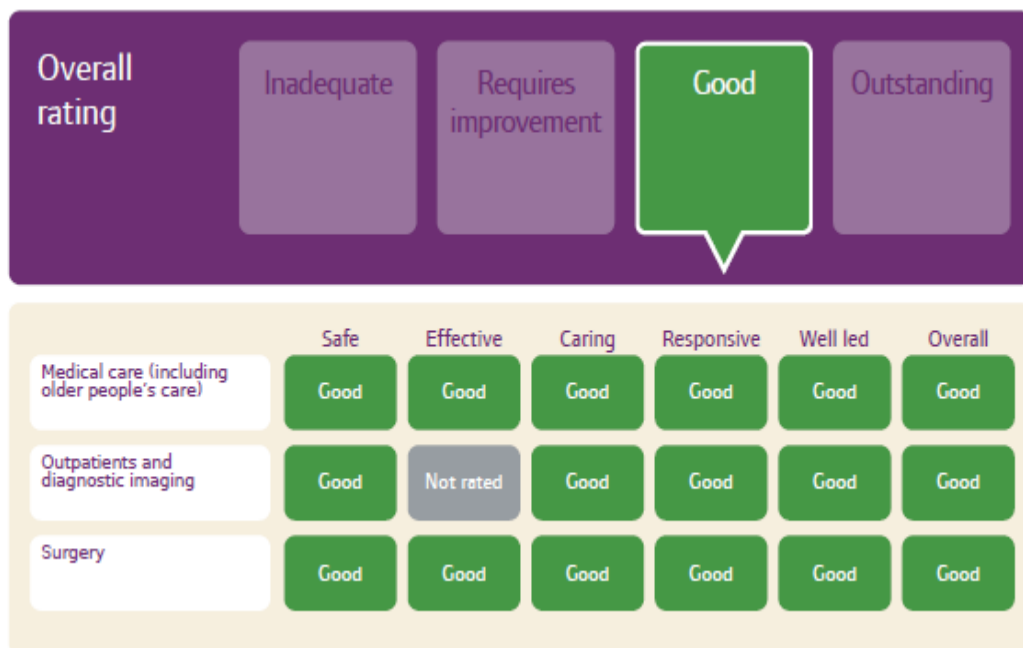 Overall
rating
Inadequate
Requires
improvement
Good
Outstanding
Safe Effective Caring Responsive Well led Overall
Medical care (including
older people's care)
Good Good Good Good Good Good
Outpatients and
diagnostic imaging
Good Not rated Good Good Good Good
Surgery
Good Good Good Good Good Good